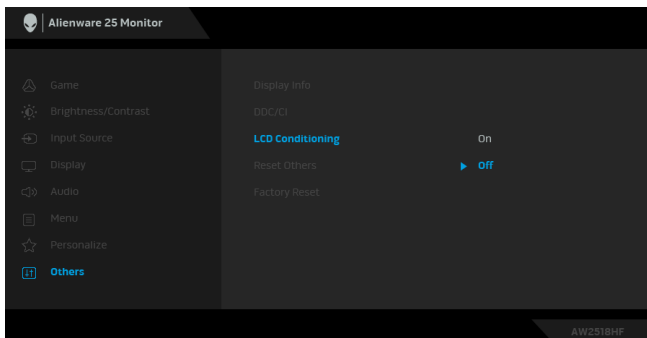 Alienware 25 Monitor
Game
Display Info
Brightness/Contrast
DDC/CI
Input Source
LCD Conditioning
On
Display
Reset Others
Off
Audio
Factory Reset
Menu
Personalize
Others
AW2518HF